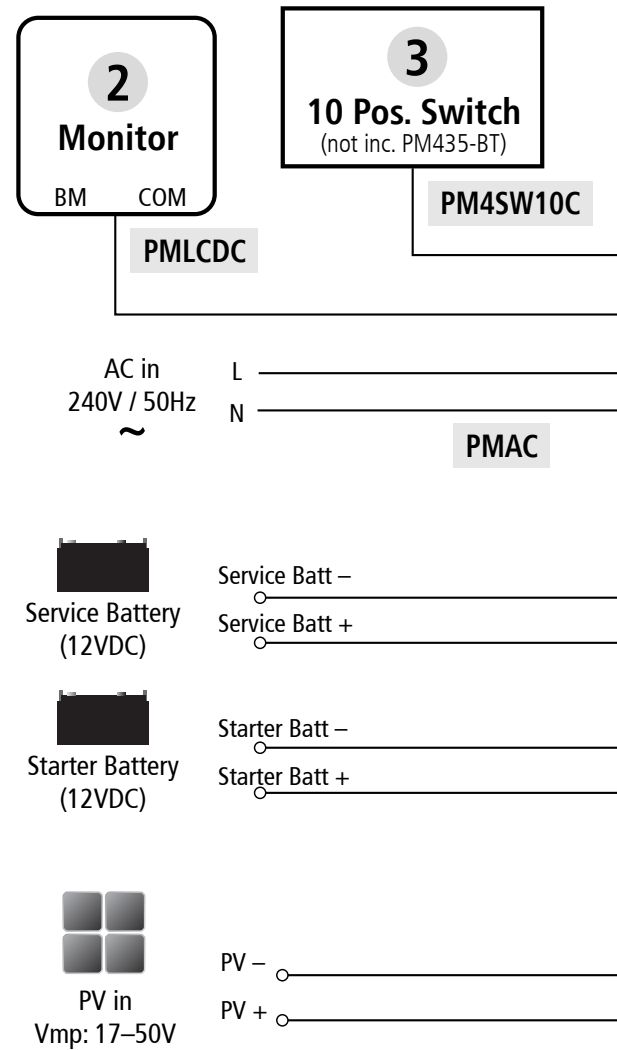 2
Monitor
BM COM
PMLCDC
3
10 Pos. Switch
(not inc. PM435-BT)
PM4SW10C
AC in
240V / 50Hz
~
L
N
PMAC
Service Battery
(12VDC)
Service Batt –
Service Batt +
Starter Battery
(12VDC)
Starter Batt –
Starter Batt +
PV in
Vmp: 17–50V
PV –
PV +